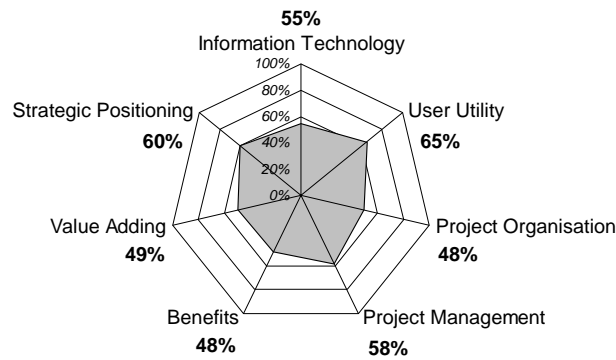 55%
Information Technology
100%
80%
60%
40%
20%
0%
User Utility
65%
Project Organisation
48%
Project Management
58%
Benefits
48%
Value Adding
49%
Strategic Positioning
60%